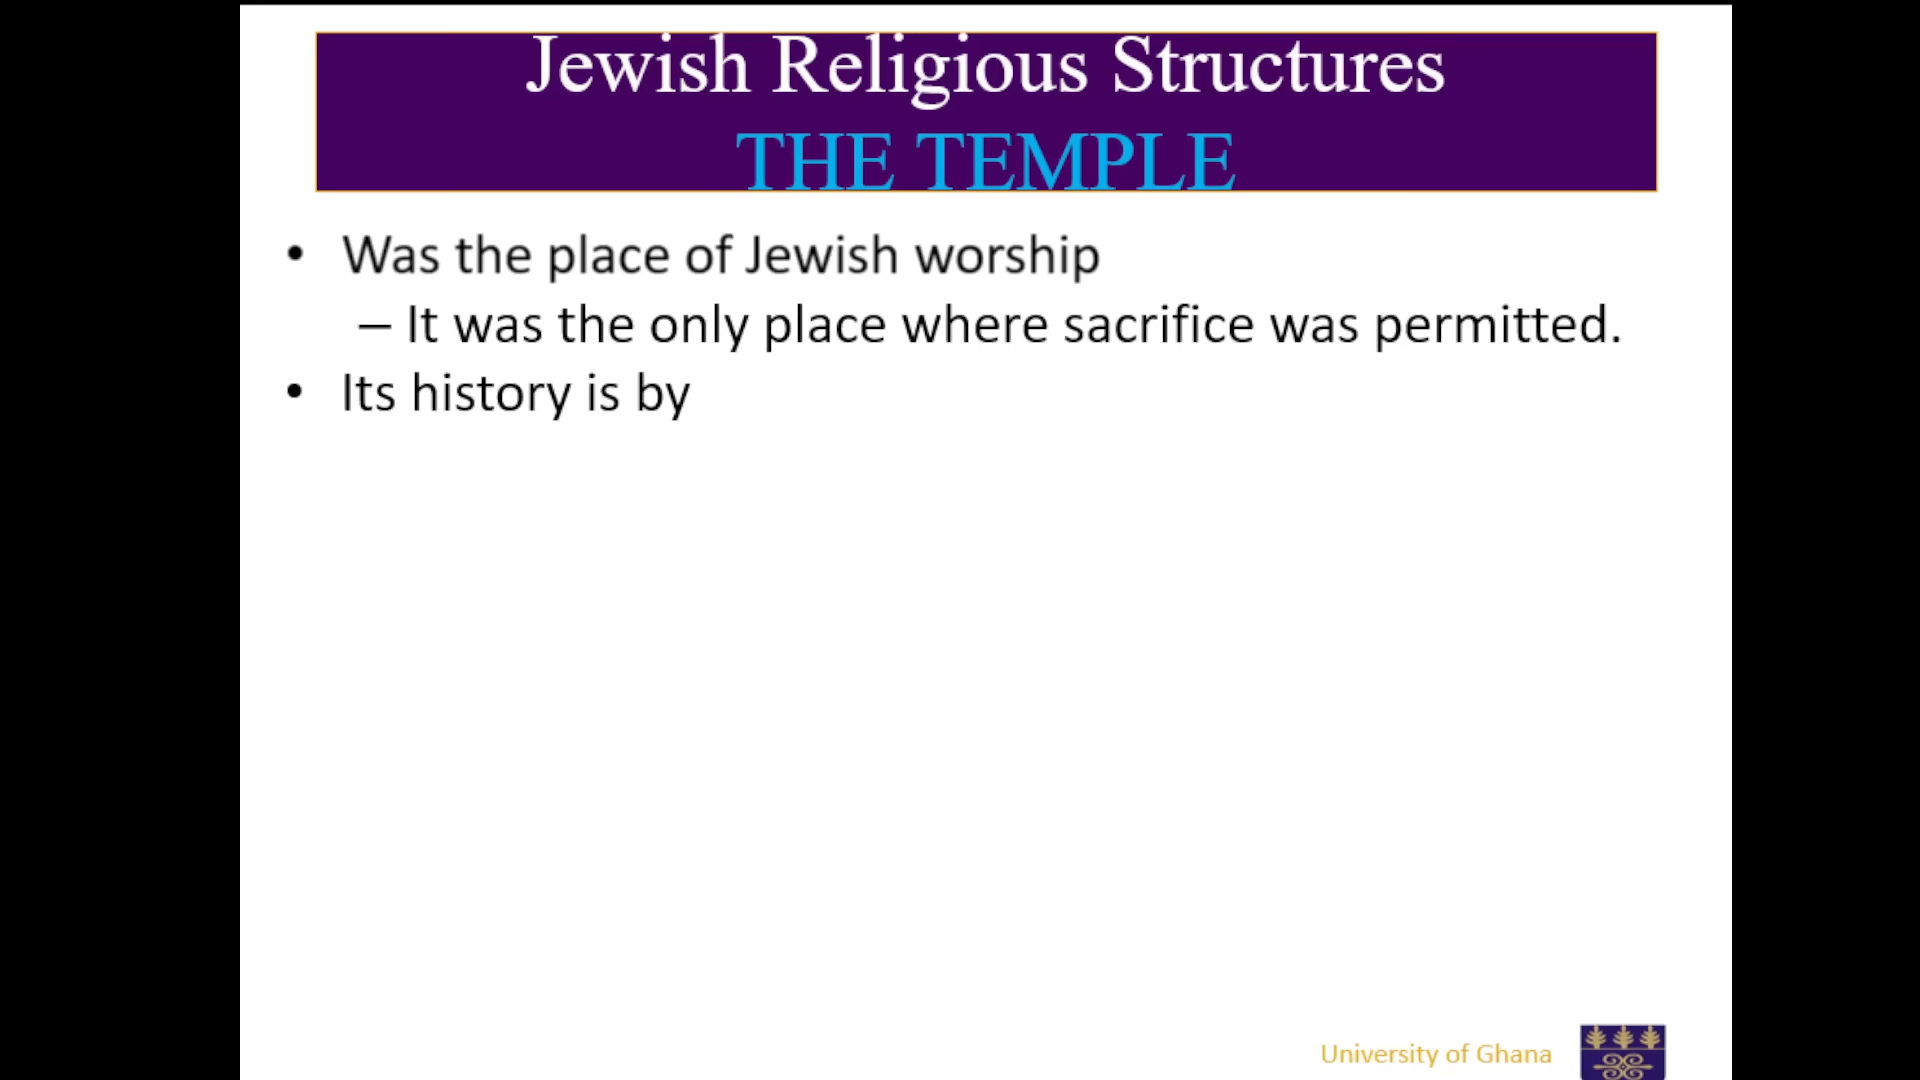 Jewish Religious Structures
THE TEMPLE
• Was the place of Jewish worship
– It was the only place where sacrifice was permitted.
• Its history is by
University of Ghana